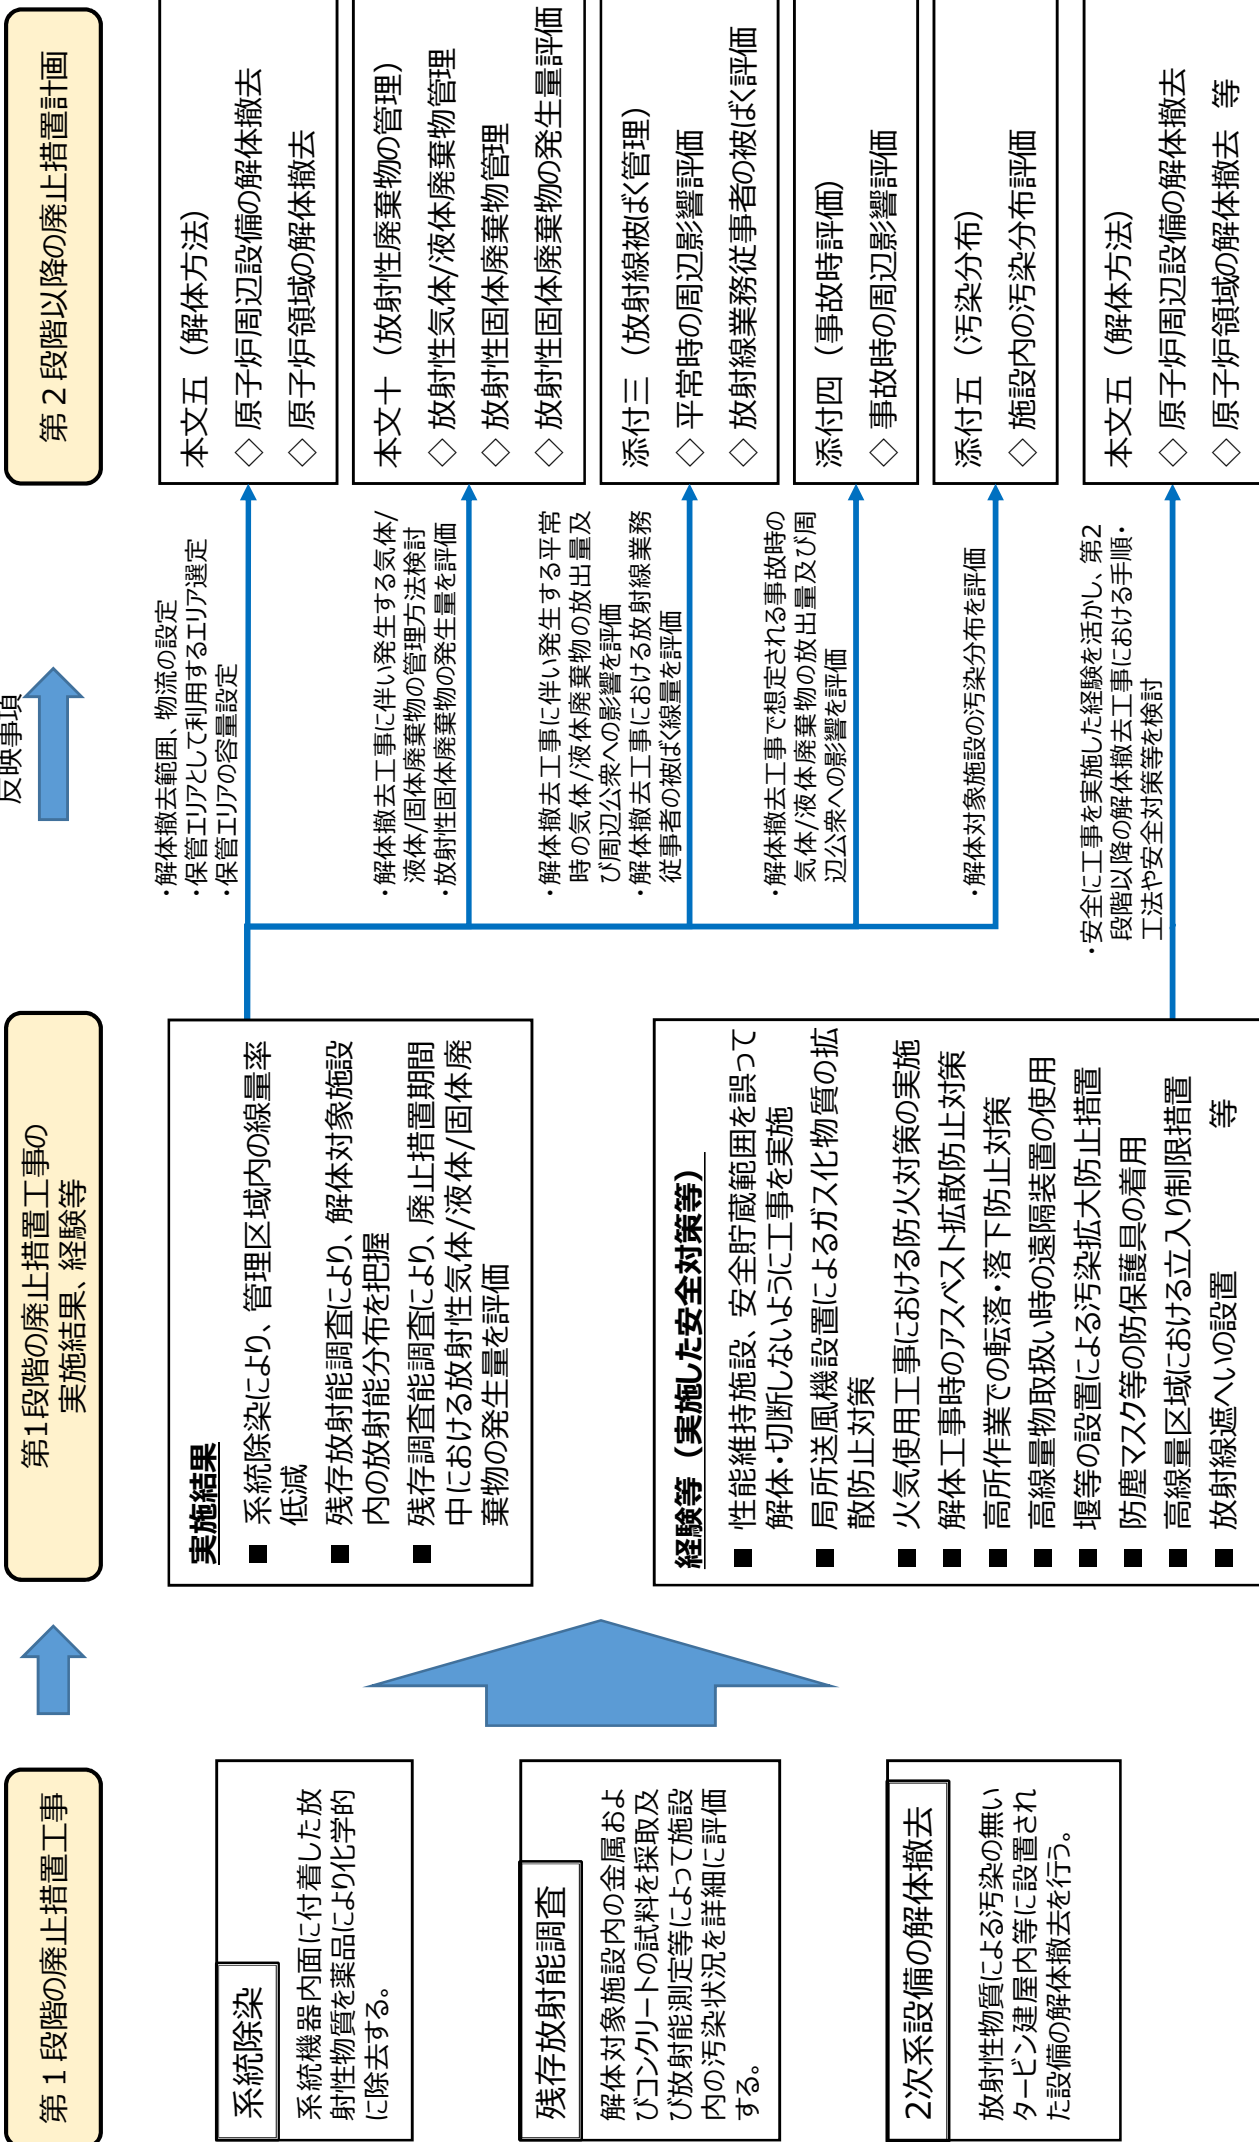 第１段階の廃止措置工事
第1段階の廃止措置工事の
実施結果、経験等
反映事項
第２段階以降の廃止措置計画
系統除染
系統機器内面に付着した放
射性物質を薬品により化学的
に除去する。
残存放射能調査
解体対象施設内の金属およ
びコンクリートの試料を採取及
び放射能測定等によって施設
内の汚染状況を詳細に評価
する。
2次系設備の解体撤去
放射性物質による汚染の無い
タービン建屋内等に設置され
た設備の解体撤去を行う。
実施結果
■ 系統除染により、管理区域内の線量率
低減
■ 残存放射能調査により、解体対象施設
内の放射能分布を把握
■ 残存調査能調査により、廃止措置期間
中における放射性気体/液体/固体廃
棄物の発生量を評価
経験等（実施した安全対策等）
■ 性能維持施設、安全貯蔵範囲を誤って
解体・切断しないように工事を実施
■ 局所送風機設置によるガス化物質の拡
散防止対策
■ 火気使用工事における防火対策の実施
■ 解体工事時のアスベスト拡散防止対策
■ 高所作業での転落・落下防止対策
■ 高線量物取扱い時の遠隔装置の使用
■ 堰等の設置による汚染拡大防止措置
■ 防塵マスク等の防保護具の着用
■ 高線量区域における立入り制限措置
■ 放射線遮へいの設置 等
・解体撤去範囲、物流の設定
・保管エリアとして利用するエリア選定
・保管エリアの容量設定
・解体撤去工事に伴い発生する気体/
液体/固体廃棄物の管理方法検討
・放射性固体廃棄物の発生量を評価
・解体撤去工事に伴い発生する平常
時の気体/液体廃棄物の放出量及
び周辺公衆への影響を評価
・解体撤去工事における放射線業務
従事者の被ばく線量を評価
・解体撤去工事で想定される事故時の
気体/液体廃棄物の放出量及び周
辺公衆への影響を評価
・解体対象施設の汚染分布を評価
・安全に工事を実施した経験を活かし、第2
段階以降の解体撤去工事における手順・
工法や安全対策等を検討
本文五（解体方法）
◇ 原子炉周辺設備の解体撤去
◇ 原子炉領域の解体撤去
本文十（放射性廃棄物の管理）
◇ 放射性気体/液体廃棄物管理
◇ 放射性固体廃棄物管理
◇ 放射性固体廃棄物の発生量評価
添付三（放射線被ばく管理）
◇ 平常時の周辺影響評価
◇ 放射線業務従事者の被ばく評価
添付四（事故時評価）
◇ 事故時の周辺影響評価
添付五（汚染分布）
◇ 施設内の汚染分布評価
本文五（解体方法）
◇ 原子炉周辺設備の解体撤去
◇ 原子炉領域の解体撤去 等